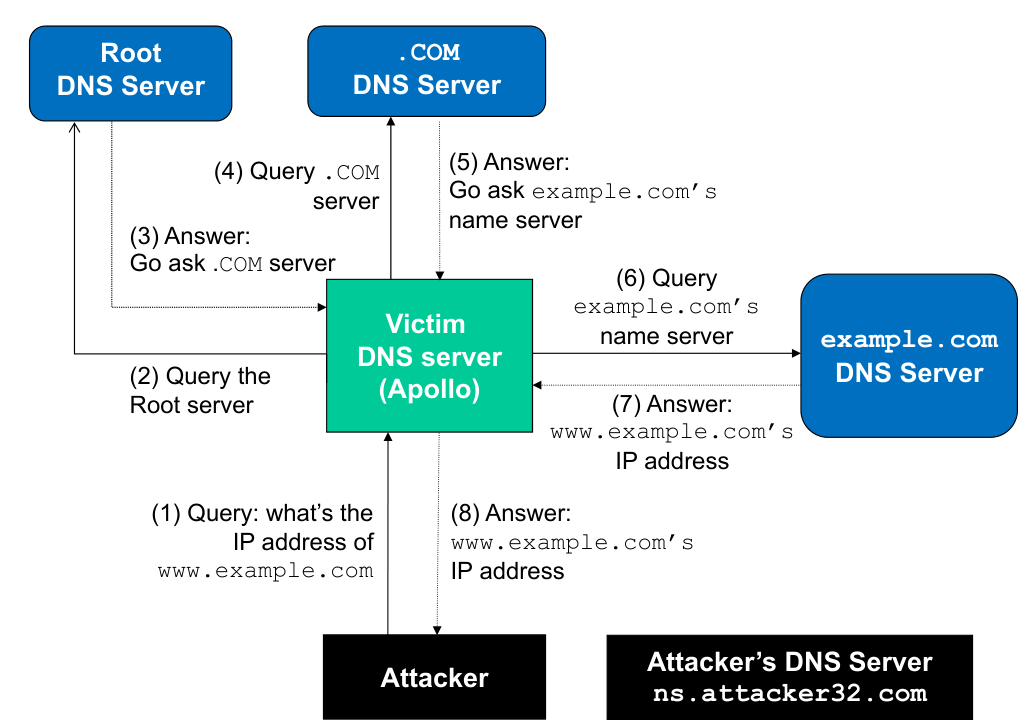 Root
DNS Server
.COM
DNS Server
(4) Query .COM
server
(5) Answer:
Go ask example.com’s
name server
(3) Answer:
Go ask .COM server
(6) Query
example.com’s
name server
Victim
DNS server
(Apollo)
example.com
DNS Server
(2) Query the
Root server
(7) Answer:
www.example.com’s
IP address
(1) Query: what’s the
IP address of
www.example.com
(8) Answer:
www.example.com’s
IP address
Attacker
Attacker’s DNS Server
ns.attacker32.com